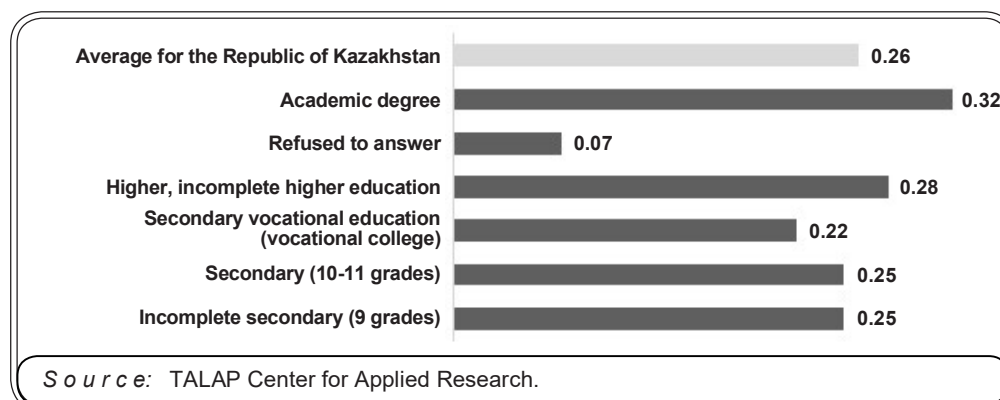 Average for the Republic of Kazakhstan 0.26
Academic degree 0.32
Refused to answer 0.07
Higher, incomplete higher education 0.28
Secondary vocational education
(vocational college) 0.22
Secondary (10-11 grades) 0.25
Incomplete secondary (9 grades) 0.25
Source: TALAP Center for Applied Research.